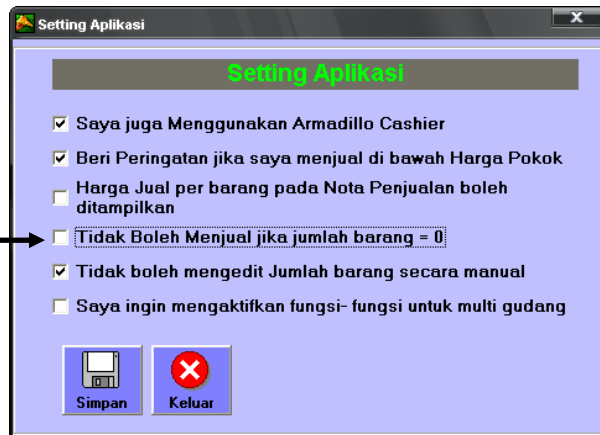 Setting Aplikasi
Setting Aplikasi
Saya juga Menggunakan Armadillo Cashier
Beri Peringatan jika saya menjual di bawah Harga Pokok
Harga Jual per barang pada Nota Penjualan boleh
ditampilkan
Tidak Boleh Menjual jika jumlah barang = 0
Tidak boleh mengedit Jumlah barang secara manual
Saya ingin mengaktifkan fungsi- fungsi untuk multi gudang
Simpan Keluar